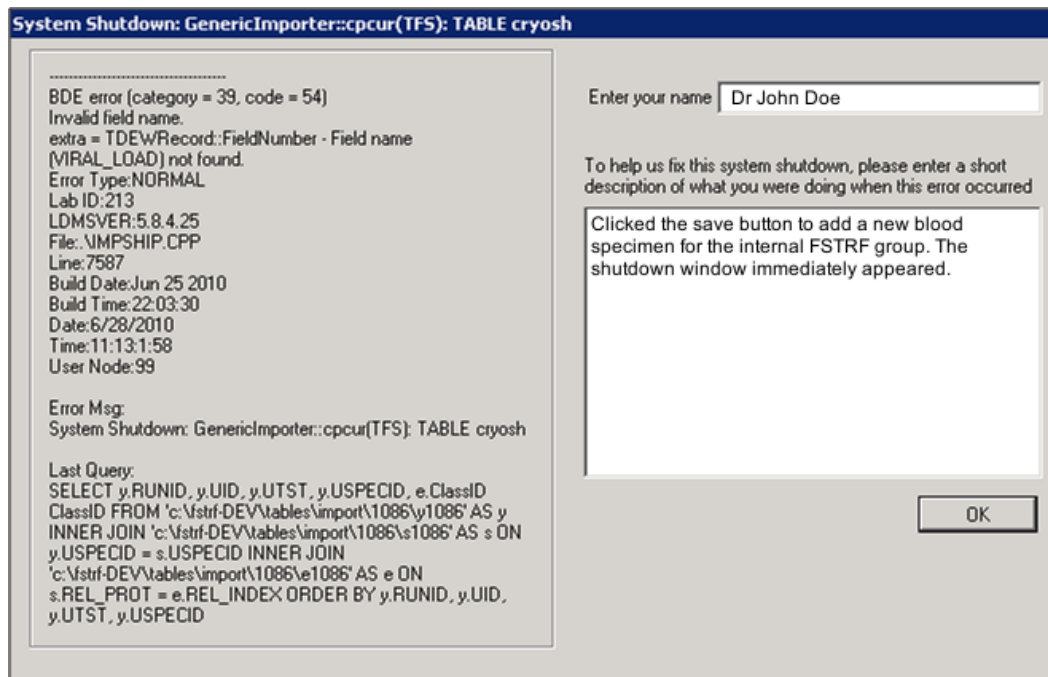 System Shutdown: GenericImporter::cpcur(TFS): TABLE cryosh
-------------------------------------
BDE error (category = 39, code = 54)
Invalid field name.
extra = TDEWRecord::FieldNumber - Field name
(VIRAL_LOAD) not found.
Error Type:NORMAL
Lab ID:213
LDMSVER:5.8.4.25
File:.\IMPSHIP.CPP
Line:7587
Build Date:Jun 25 2010
Build Time:22:03:30
Date:6/28/2010
Time:11:13:1:58
User Node:99
Error Msg:
System Shutdown: GenericImporter::cpcur(TFS): TABLE cryosh
Last Query:
SELECT y.RUNID, y.UID, y.UTST, y.USPECID, e.ClassID
ClassID FROM 'c:\fstrf-DEV\tables\import\1086\y1086' AS y
INNER JOIN 'c:\fstrf-DEV\tables\import\1086\s1086' AS s ON
y.USPECID = s.USPECID INNER JOIN
'c:\fstrf-DEV\tables\import\1086\e1086' AS e ON
s.REL_PROT = e.REL_INDEX ORDER BY y.RUNID, y.UID,
y.UTST, y.USPECID
Enter your name Dr John Doe
To help us fix this system shutdown, please enter a short
description of what you were doing when this error occurred
Clicked the save button to add a new blood
specimen for the internal FSTRF group. The
shutdown window immediately appeared.
OK